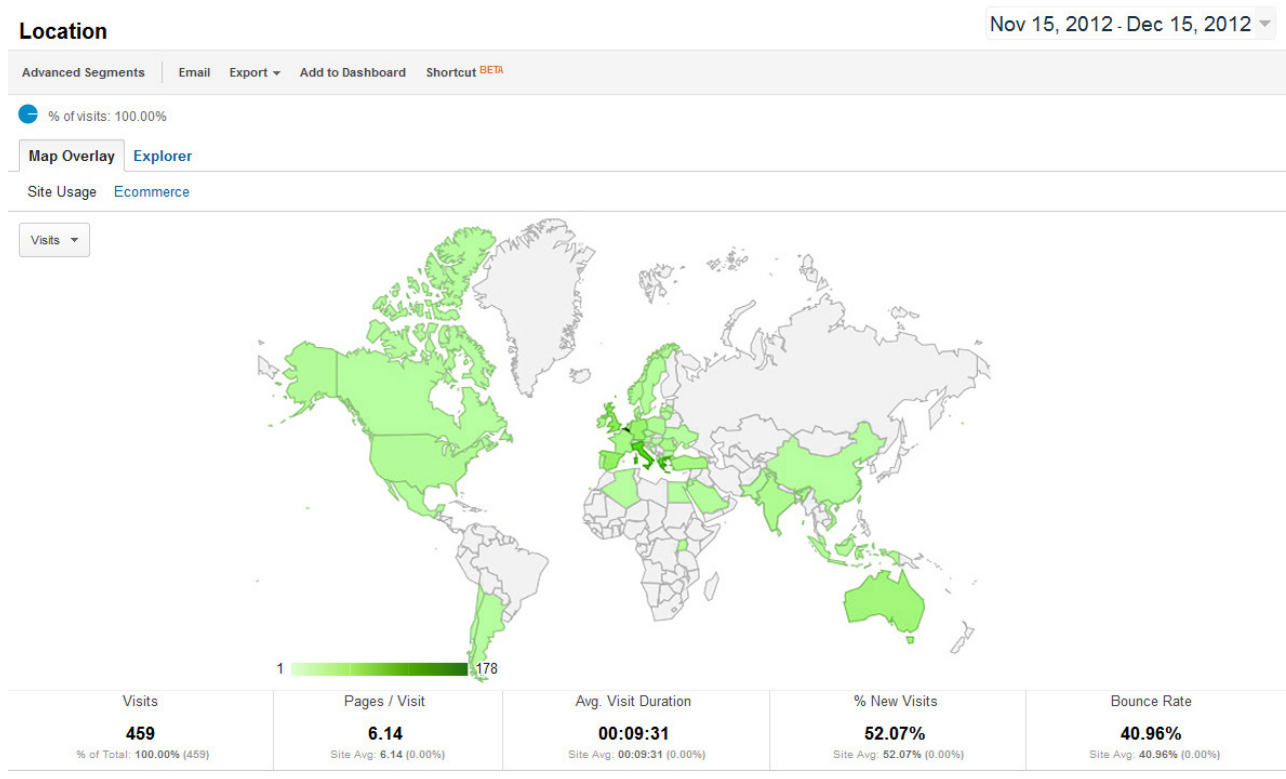 Location
Nov 15, 2012 - Dec 15, 2012
Advanced Segments Email Export Add to Dashboard Shortcut BETA
% of visits: 100.00%
Map Overlay Explorer
Site Usage Ecommerce
Visits
1 178
Visits Pages / Visit Avg. Visit Duration % New Visits Bounce Rate
459 6.14 00:09:31 52.07% 40.96%
% of Total: 100.00% (459) Site Avg: 6.14 (0.00%) Site Avg: 00:09:31 (0.00%) Site Avg: 52.07% (0.00%) Site Avg: 40.96% (0.00%)